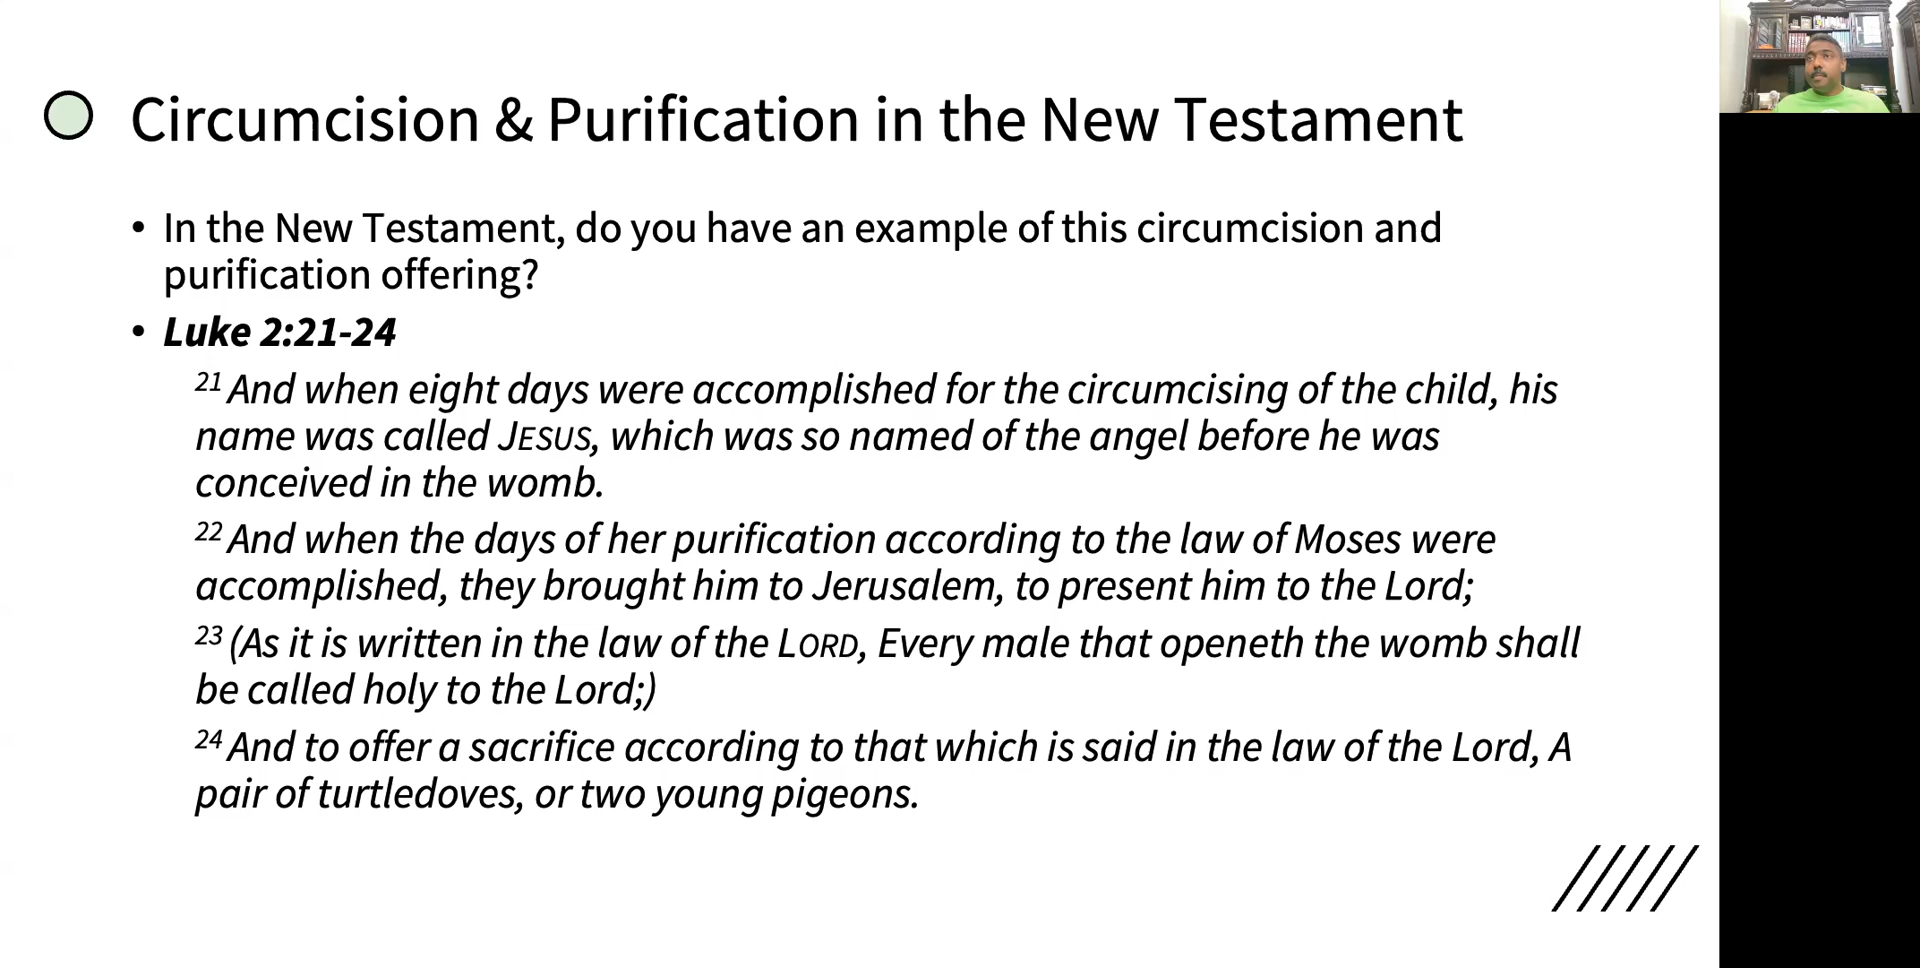 Circumcision & Purification in the New Testament
• In the New Testament, do you have an example of this circumcision and
purification offering?
• Luke 2:21-24
21 And when eight days were accomplished for the circumcising of the child, his
name was called JESUS, which was so named of the angel before he was
conceived in the womb.
22 And when the days of her purification according to the law of Moses were
accomplished, they brought him to Jerusalem, to present him to the Lord;
23 (As it is written in the law of the LORD, Every male that openeth the womb shall
be called holy to the Lord;)
24 And to offer a sacrifice according to that which is said in the law of the Lord, A
pair of turtledoves, or two young pigeons.